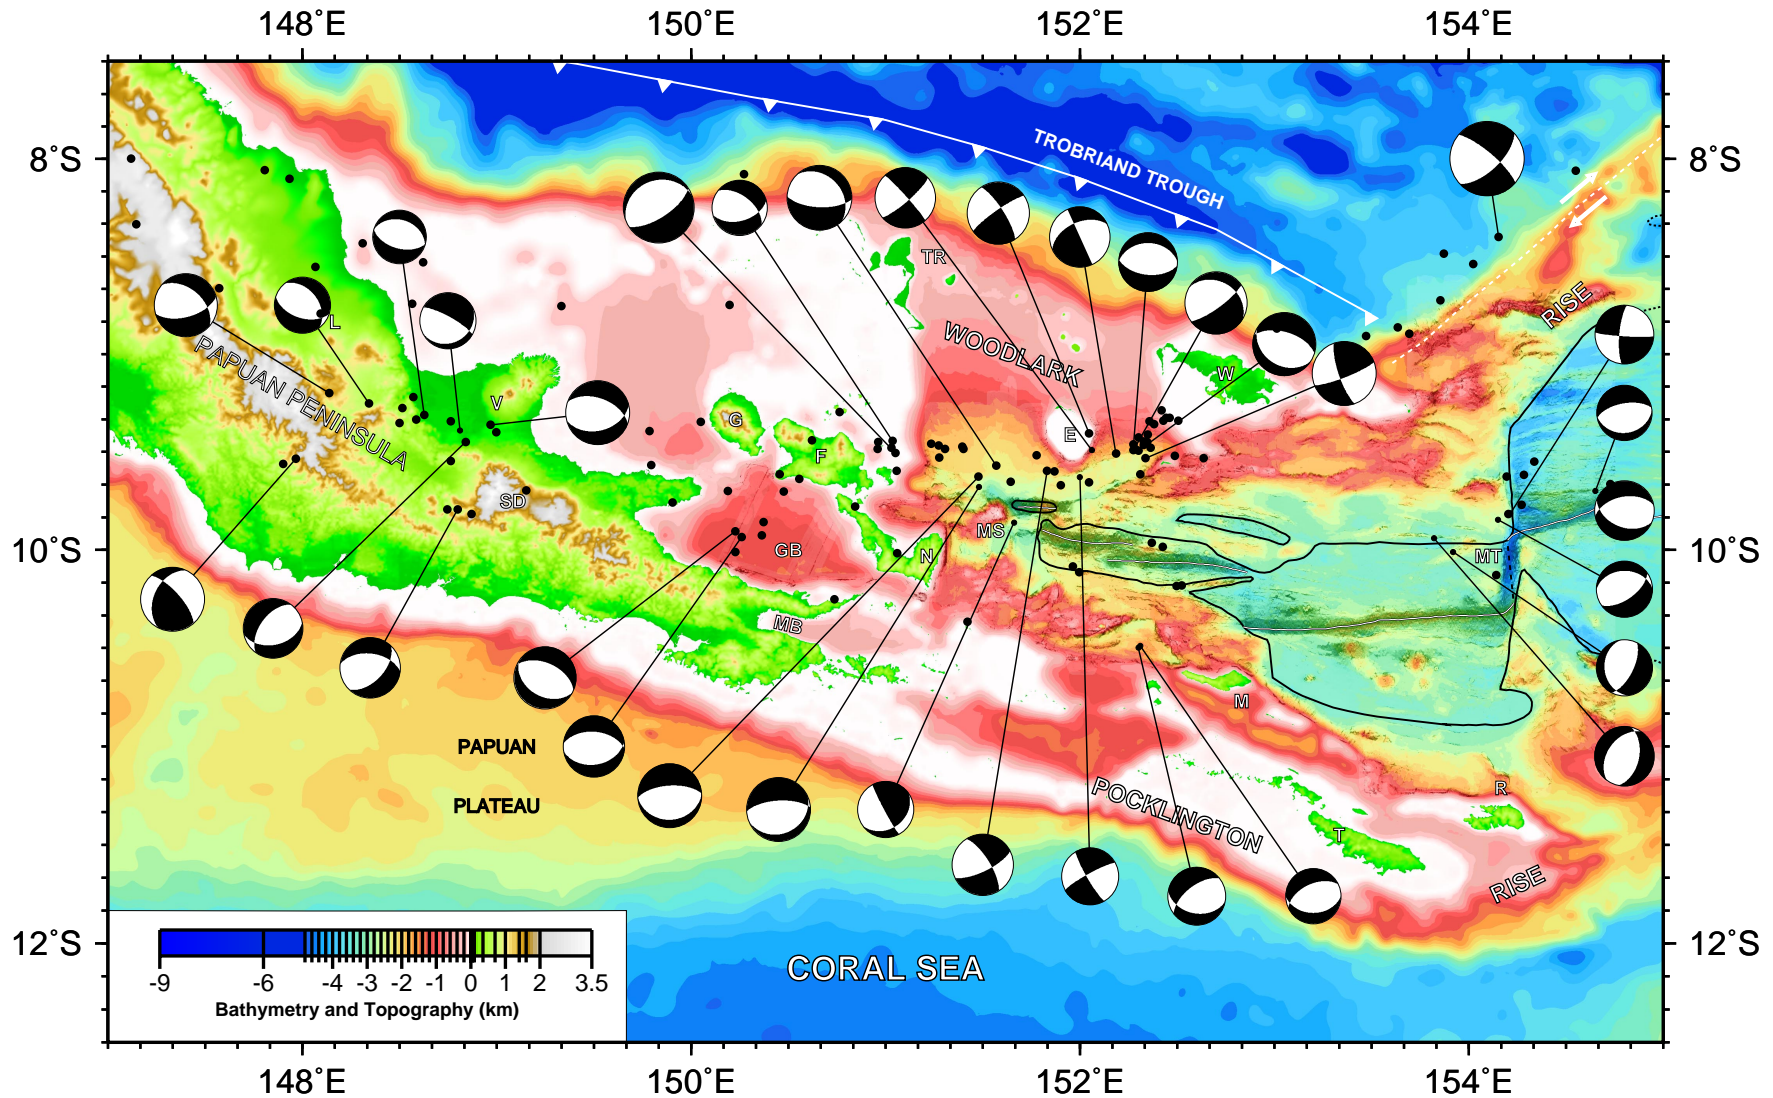 148°E 150°E 152°E 154°E
8°S 8°S
TROBRIAND TROUGH
TR
RISE
L
WOODLARK
PAPUAN PENINSULA
W
V
G
E
F
SD
MS
GB
N
10°S 10°S
MT
MB
M
PAPUAN
PLATEAU
POCKLINGTON
R
T
RISE
12°S 12°S
CORAL SEA
-9 -6 -4 -3 -2 -1 0 1 2 3.5
Bathymetry and Topography (km)
148°E 150°E 152°E 154°E